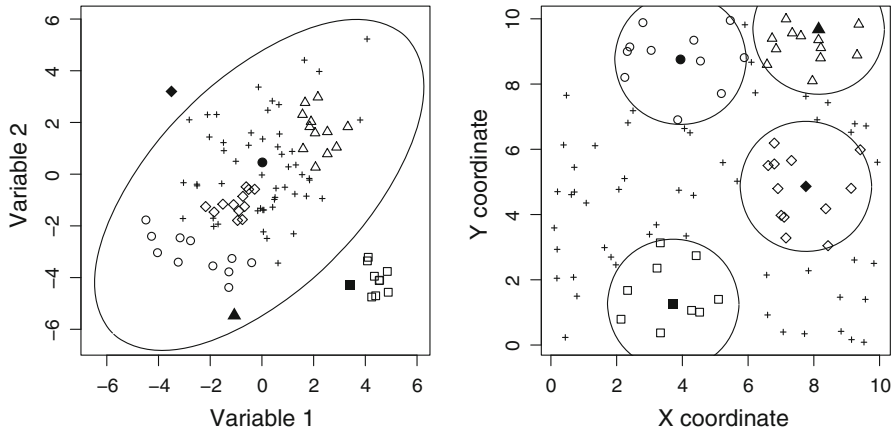 6
4
2
0
−2
−4
−6
Variable 2
−6 −4 −2 0 2 4 6
Variable 1
10
8
6
4
2
0
Y coordinate
0 2 4 6 8 10
X coordinate